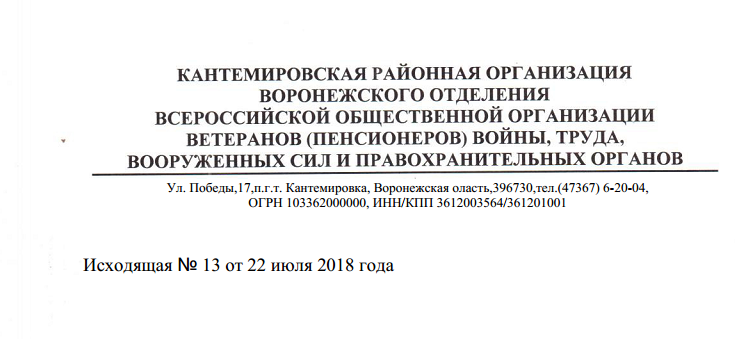 КАНТЕМИРОВСКАЯ РАЙОННАЯ ОРГАНИЗАЦИЯ
ВОРОНЕЖСКОГО ОТДЕЛЕНИЯ
ВСЕРОССИЙСКОЙ ОБЩЕСТВЕННОЙ ОРГАНИЗАЦИИ
ВЕТЕРАНОВ (ПЕНСИОНЕРОВ) ВОЙНЫ, ТРУДА,
ВООРУЖЕННЫХ СИЛ И ПРАВОХРАНИТЕЛЬНЫХ ОРГАНОВ
Ул. Победы,17,п.г.т. Кантемировка, Воронежская оласть,396730,тел.(47367) 6-20-04,
ОГРН 103362000000, ИНН/КПП 3612003564/361201001
Исходящая № 13 от 22 июля 2018 года